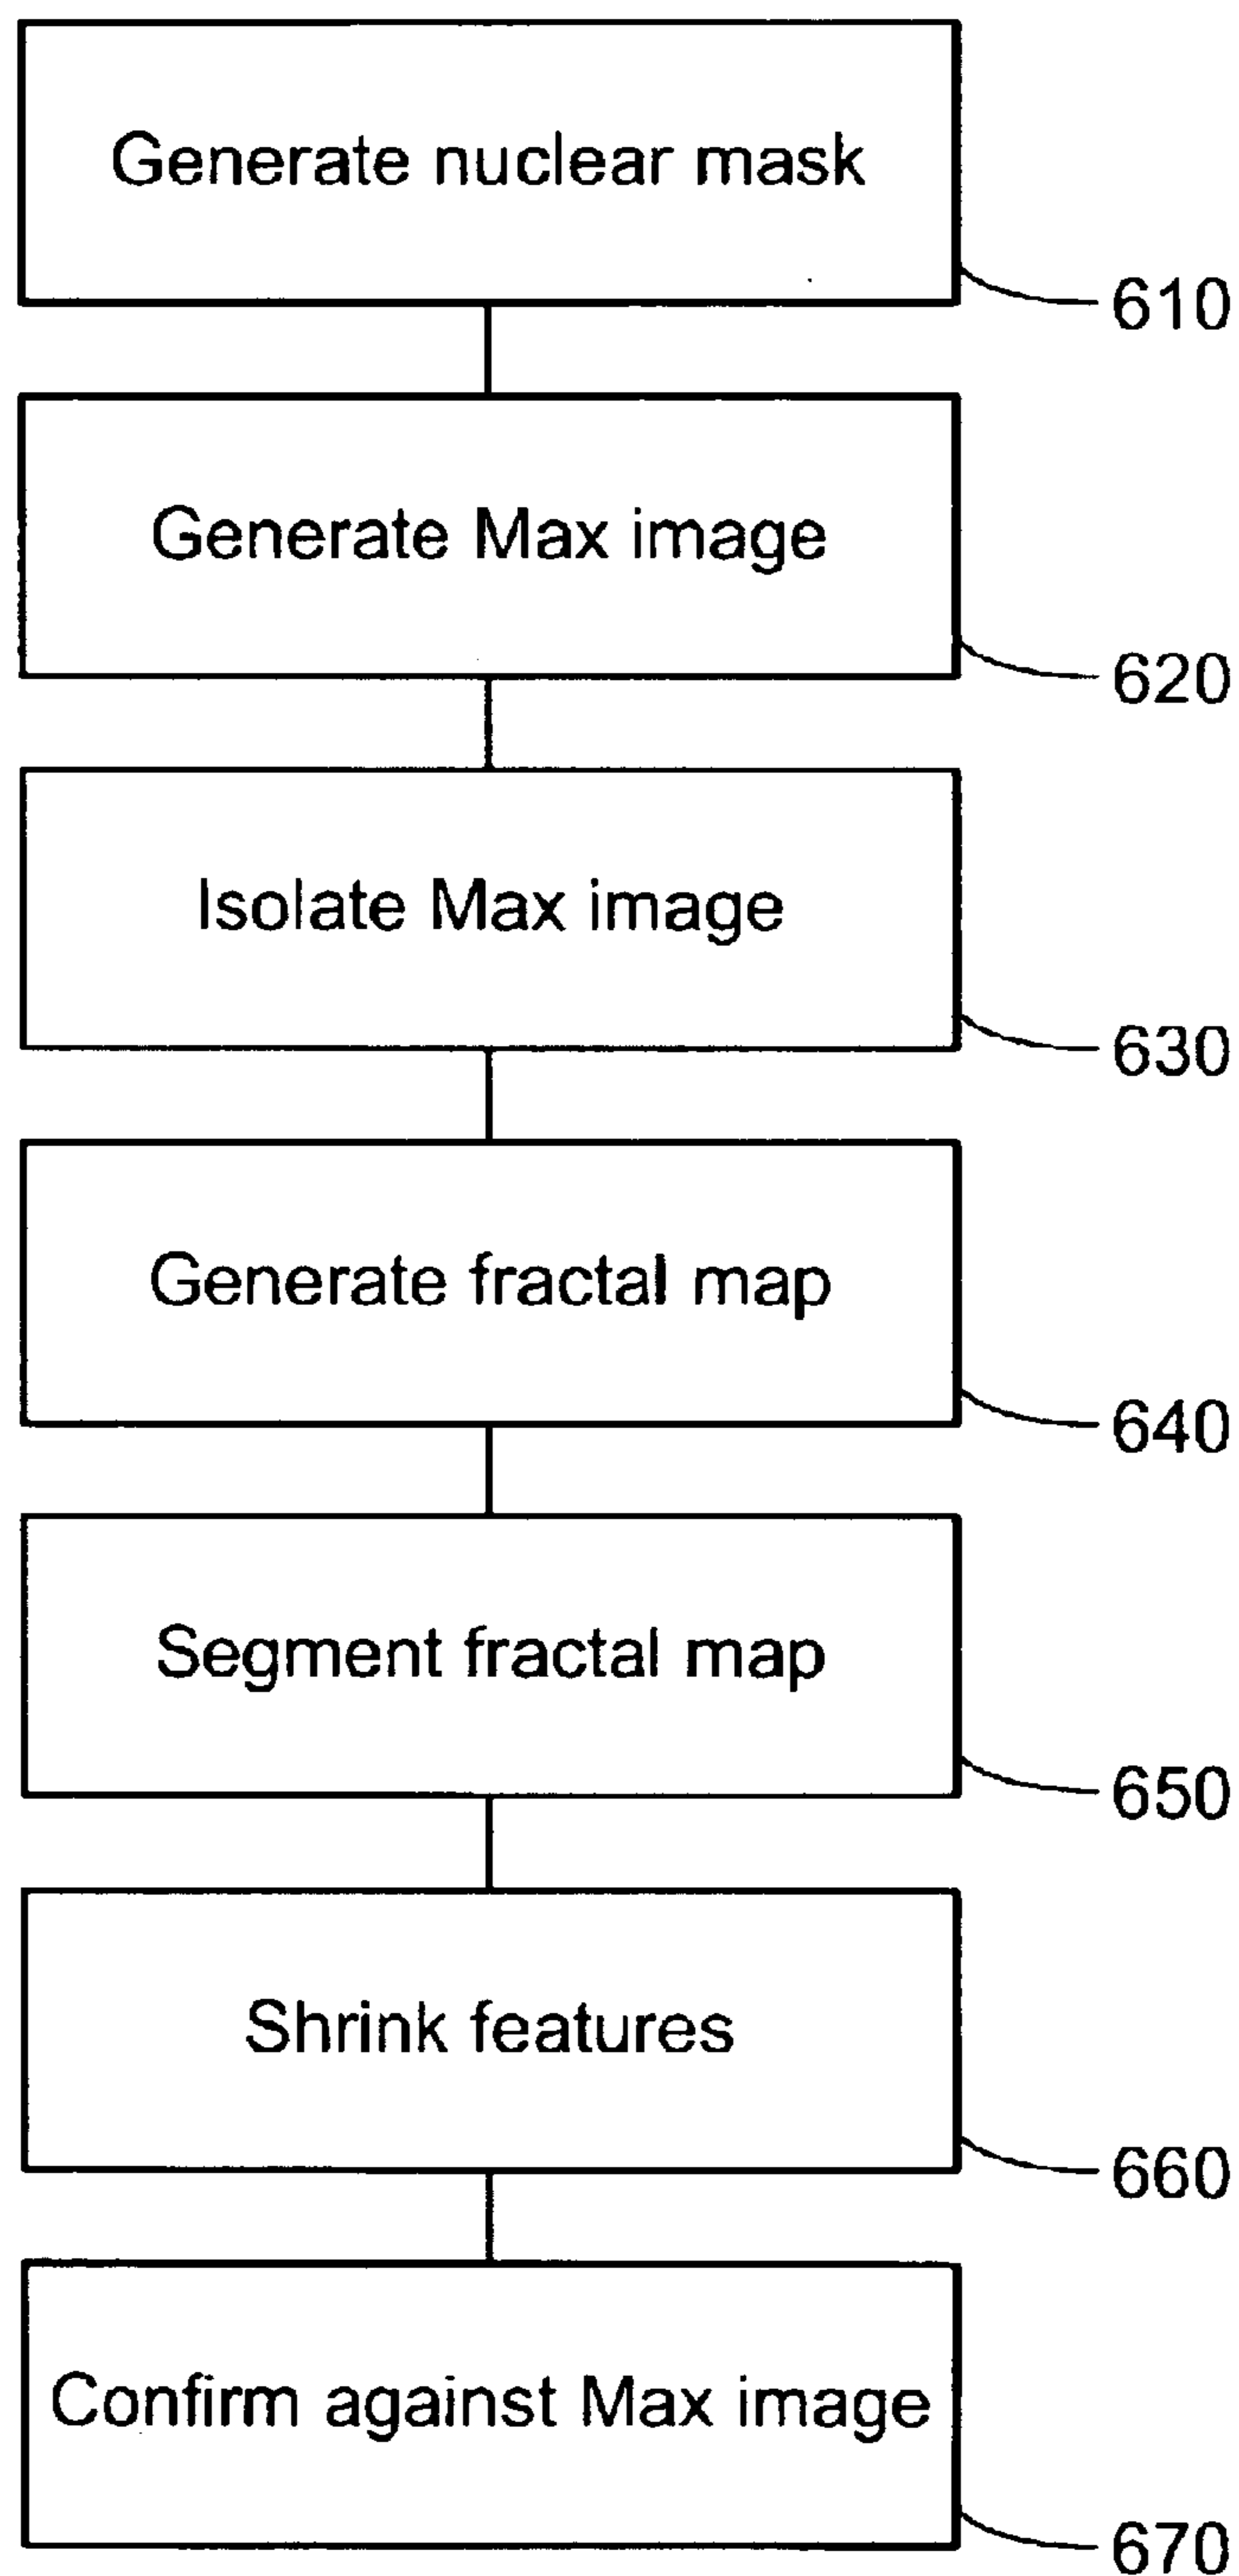 Generate nuclear mask
610
Generate Max image
620
Isolate Max image
630
Generate fractal map
640
Segment fractal map
650
Shrink features
660
Confirm against Max image
670